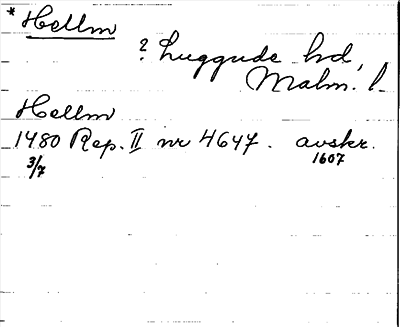 * Hellm
? Luggude hd,
Malm. l.
Hellm
1480 Rep. II nr 4647. avskr.
3/7 1607